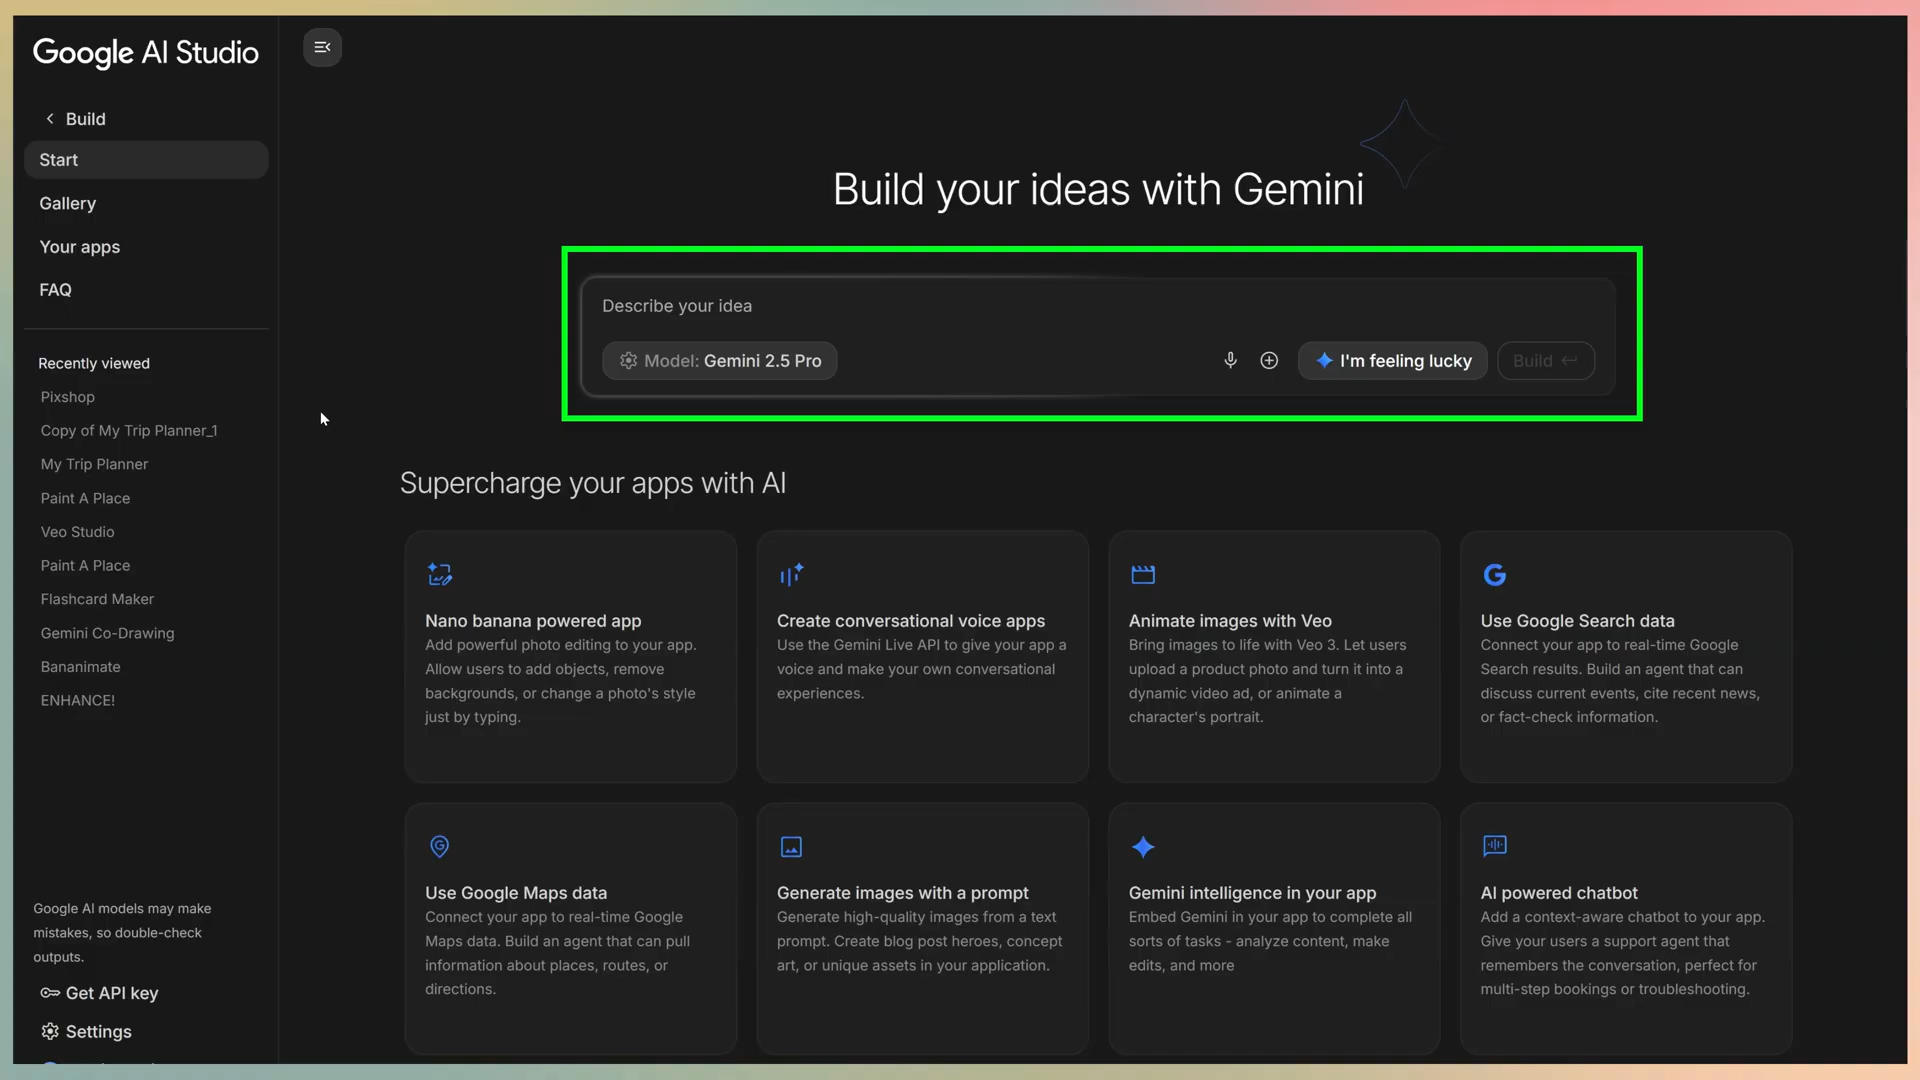 Google AI Studio
Build
Start
Gallery
Your apps
FAQ
Recently viewed
Pixshop
Copy of My Trip Planner_1
My Trip Planner
Paint A Place
Veo Studio
Paint A Place
Flashcard Maker
Gemini Co-Drawing
Bananimate
ENHANCE!
Google AI models may make
mistakes, so double-check
outputs.
Get API key
Settings
Build your ideas with Gemini
Describe your idea
Model: Gemini 2.5 Pro
I'm feeling lucky
Build
Supercharge your apps with AI
Nano banana powered app
Add powerful photo editing to your app.
Allow users to add objects, remove
backgrounds, or change a photo's style
just by typing.
Create conversational voice apps
Use the Gemini Live API to give your app a
voice and make your own conversational
experiences.
Animate images with Veo
Bring images to life with Veo 3. Let users
upload a product photo and turn it into a
dynamic video ad, or animate a
character's portrait.
Use Google Search data
Connect your app to real-time Google
Search results. Build an agent that can
discuss current events, cite recent news,
or fact-check information.
Use Google Maps data
Connect your app to real-time Google
Maps data. Build an agent that can pull
information about places, routes, or
directions.
Generate images with a prompt
Generate high-quality images from a text
prompt. Create blog post heroes, concept
art, or unique assets in your application.
Gemini intelligence in your app
Embed Gemini in your app to complete all
sorts of tasks - analyze content, make
edits, and more
AI powered chatbot
Add a context-aware chatbot to your app.
Give your users a support agent that
remembers the conversation, perfect for
multi-step bookings or troubleshooting.